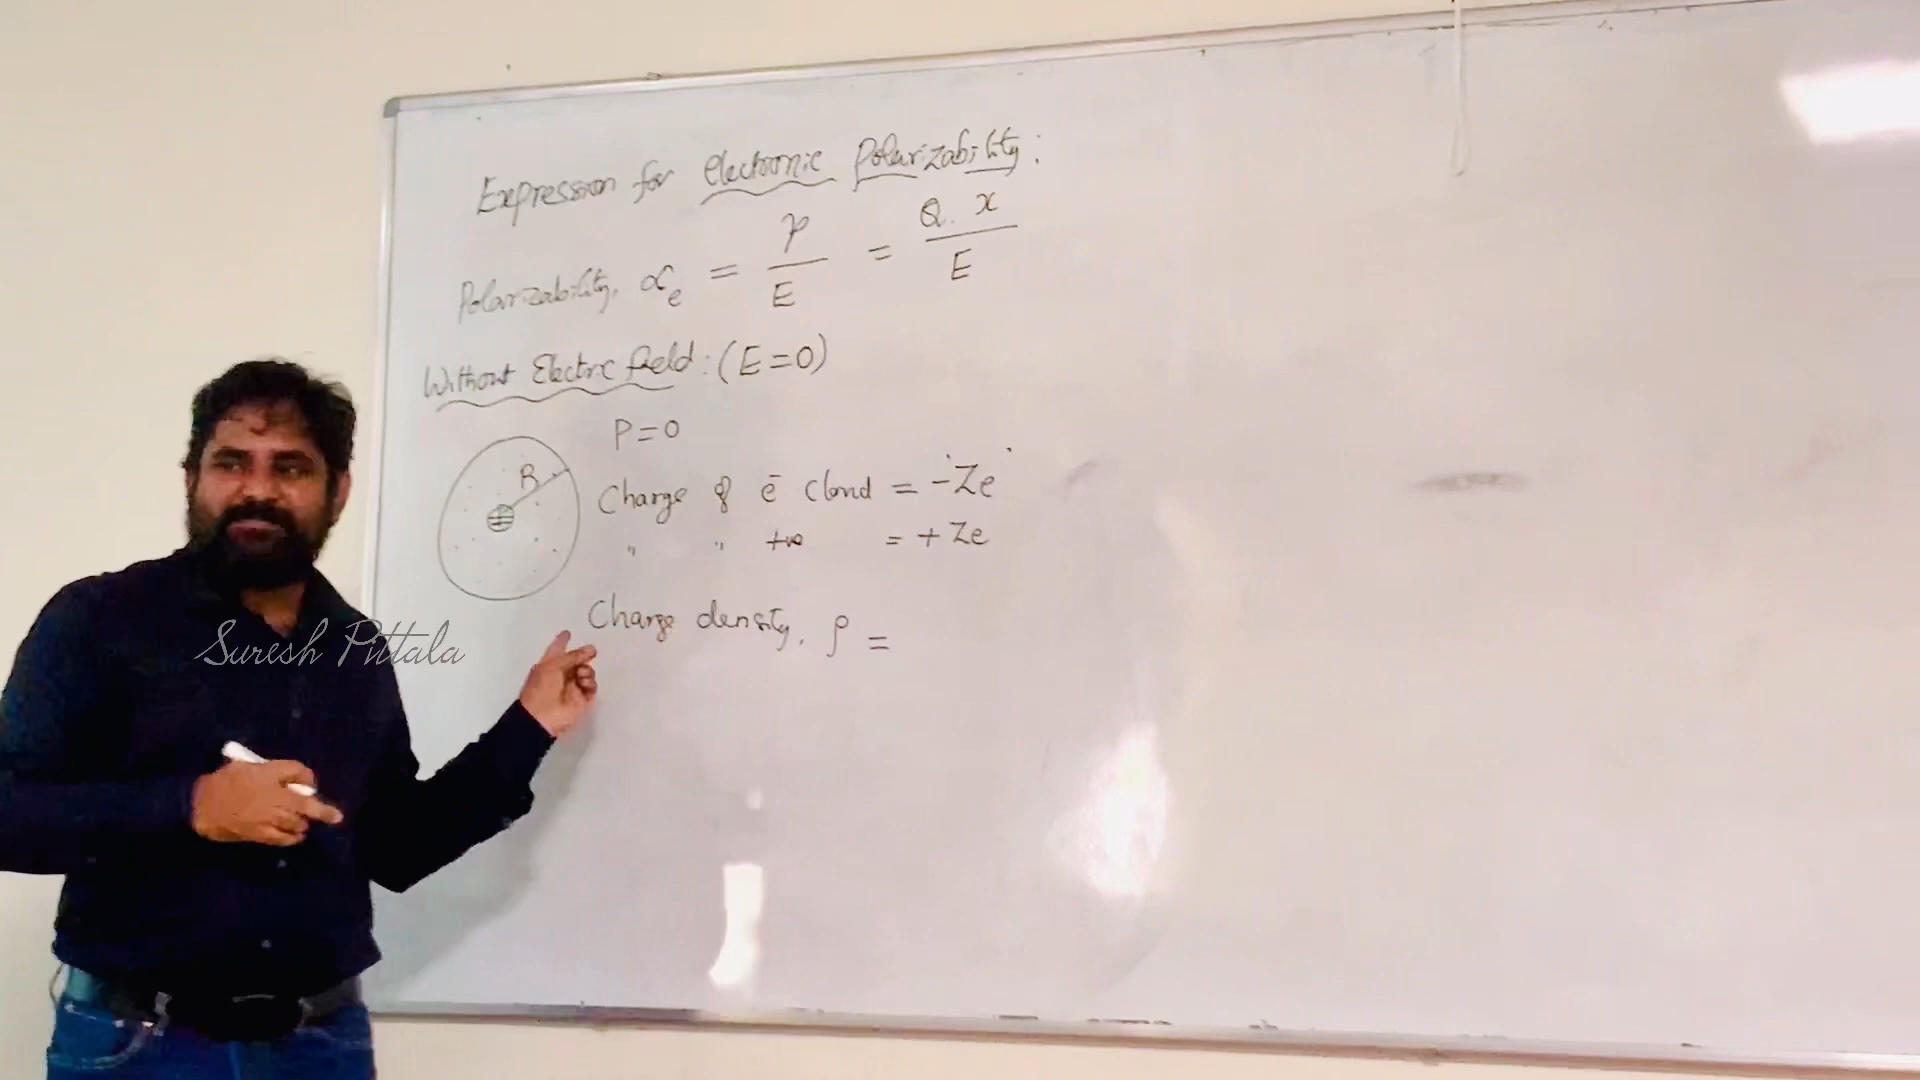 Expression for electronic Polarizability:
Polarizability, αe = p/E = Q. x/E
Without Electric field: (E=0)
P=0
R
Charge of ē Cloud = -Ze
" " +ve = +Ze
Charge density, ρ =
Suresh Pittala